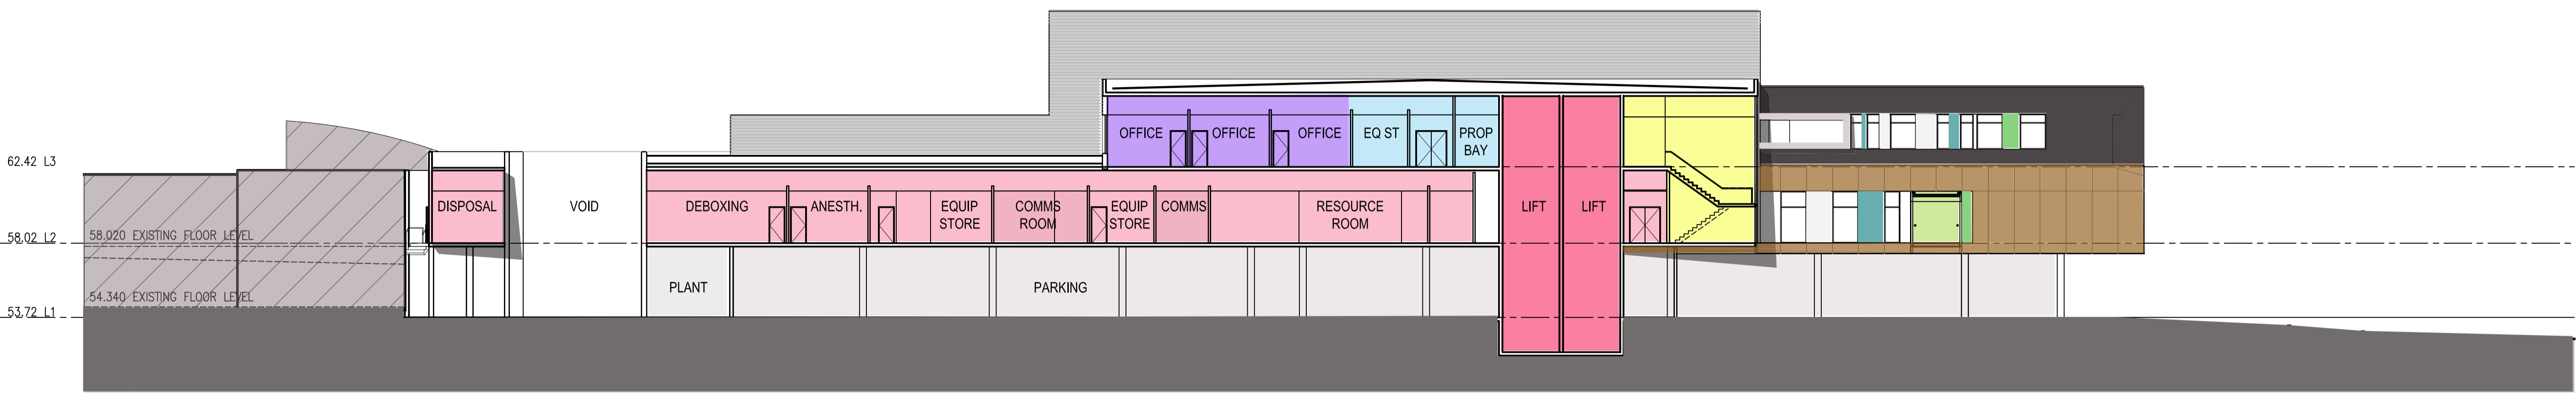 OFFICE OFFICE OFFICE EQ ST PROP
BAY
62.42 L3
DISPOSAL VOID DEBOXING ANESTH. EQUIP
STORE COMMS
ROOM EQUIP
STORE COMMS RESOURCE
ROOM LIFT LIFT
58.020 EXISTING FLOOR LEVEL
58.02 L2
PLANT PARKING
54.340 EXISTING FLOOR LEVEL
53.72 L1